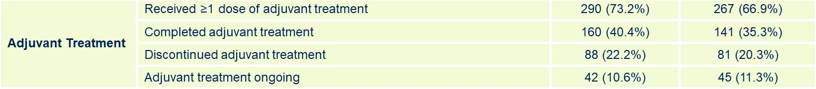 Received ≥1 dose of adjuvant treatment 290 (73.2%) 267 (66.9%)
Completed adjuvant treatment 160 (40.4%) 141 (35.3%)
Adjuvant Treatment
Discontinued adjuvant treatment 88 (22.2%) 81 (20.3%)
Adjuvant treatment ongoing 42 (10.6%) 45 (11.3%)